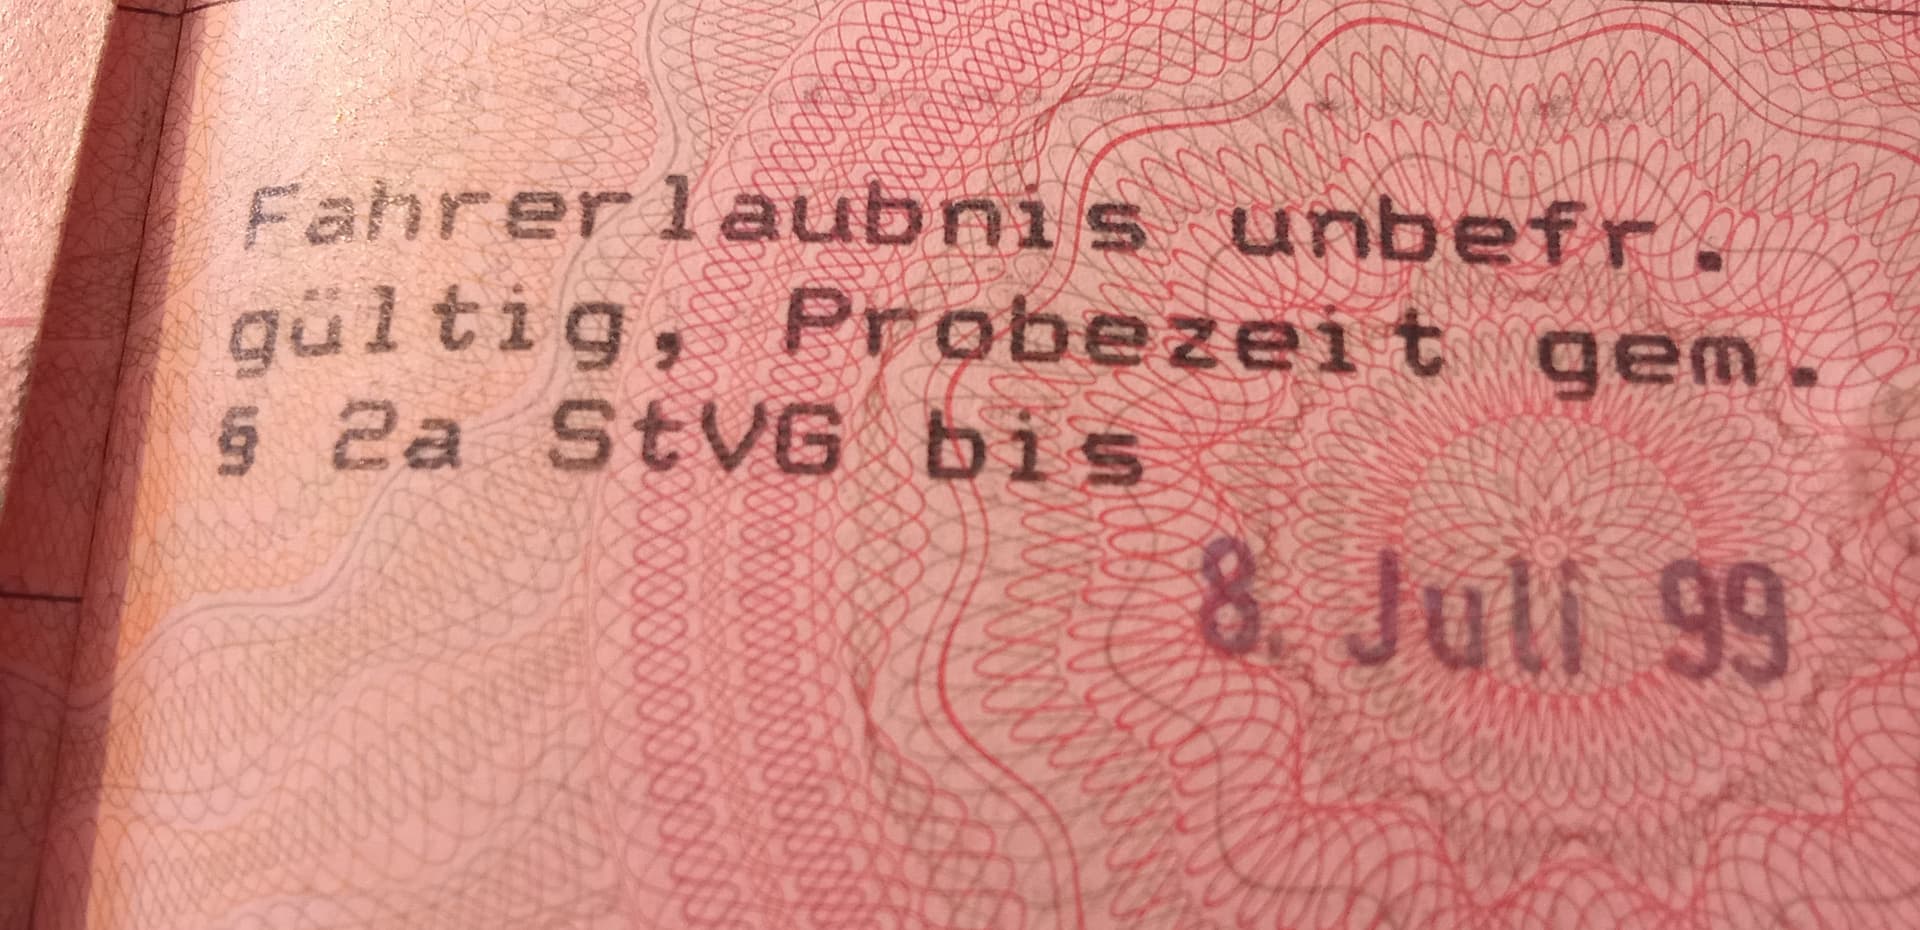 Fahrerlaubnis unbefr.
gültig, Probezeit gem.
§ 2a StVG bis
8. Juli 99